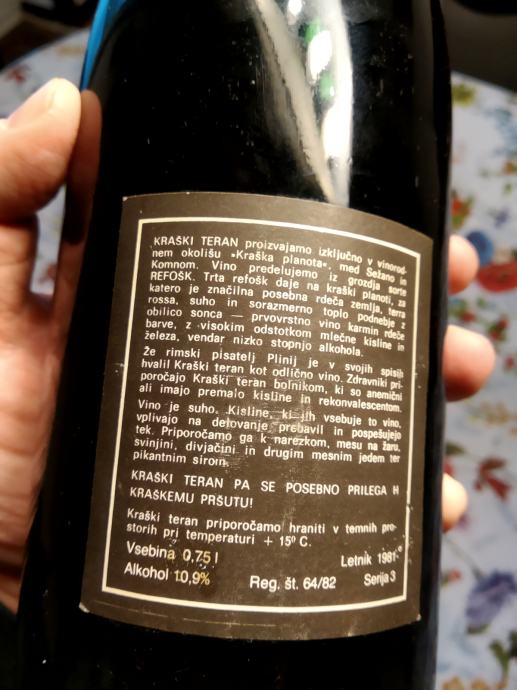 KRAŠKI TERAN proizvajamo izključno v vinorod-
nem okolišu »Kraška planota«, med Sežano in
Komnom. Vino predelujemo iz grozdja sorte
REFOŠK. Trta refošk daje na kraški planoti, za
katero je značilna posebna rdeča zemlja, terra
rossa, suho in sorazmerno toplo podnebje z
obilico sonca — prvovrstno vino karmin rdeče
barve, z visokim odstotkom mlečne kisline in
železa, vendar nizko stopnjo alkohola.
Že rimski pisatelj Plinij je v svojih spisih
hvalil Kraški teran kot odlično vino. Zdravniki pri-
poročajo Kraški teran bolnikom, ki so anemični
ali imajo premalo kisline in rekonvalescentom.
Vino je suho. Kisline, ki jih vsebuje to vino,
vplivajo na delovanje prebavil in pospešujejo
tek. Priporočamo ga k narezkom, mesu na žaru,
svinjini, divjačini in drugim mesnim jedem ter
pikantnim sirom.
KRAŠKI TERAN PA SE POSEBNO PRILEGA H
KRAŠKEMU PRŠUTU!
Kraški teran priporočamo hraniti v temnih pro-
storih pri temperaturi + 15º C.
Vsebina 0,75 l
Letnik 1981
Alkohol 10,9%
Reg. št. 64/82
Serija 3